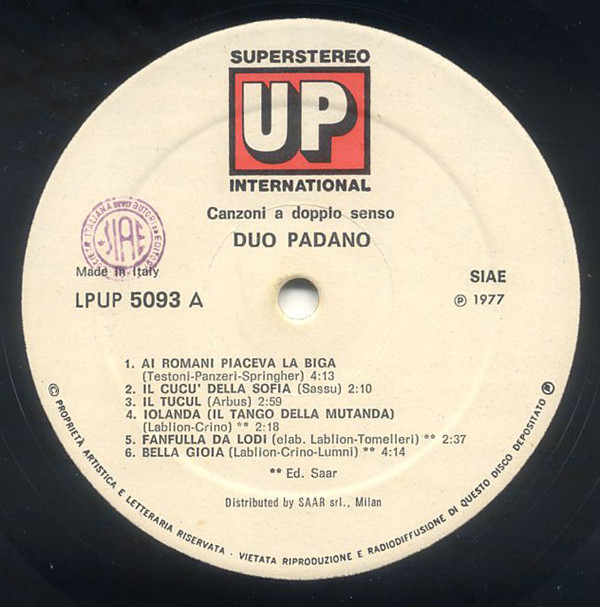 SUPERSTEREO
UP
INTERNATIONAL
Canzoni a doppio senso
DUO PADANO
SIAE
Made in Italy
SIAE
LPUP 5093 A
℗ 1977
1. AI ROMANI PIACEVA LA BIGA
(Testoni-Panzeri-Springher) 4:13
2. IL CUCU' DELLA SOFIA (Sassu) 2:10
3. IL TUCUL (Arbus) 2:59
4. IOLANDA (IL TANGO DELLA MUTANDA)
(Lablion-Crino) ** 2:18
5. FANFULLA DA LODI (elab. Lablion-Tomelleri) ** 2:37
6. BELLA GIOIA (Lablion-Crino-Lumni) ** 4:14
** Ed. Saar
Distributed by SAAR srl., Milan
© PROPRIETÀ ARTISTICA E LETTERARIA RISERVATA · VIETATA RIPRODUZIONE E RADIODIFFUSIONE DI QUESTO DISCO DEPOSITATO